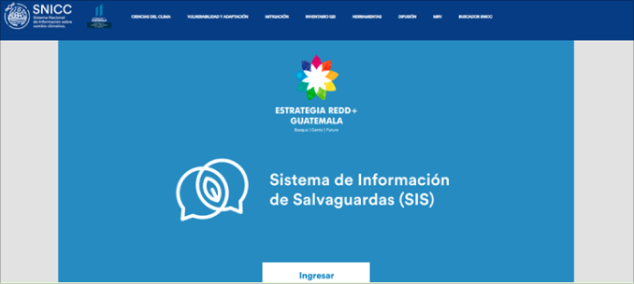 SNICC
Sistema Nacional
de Información sobre
cambio climático.
CIENCIAS DEL CLIMA
VULNERABILIDAD Y ADAPTACIÓN
MITIGACIÓN
INVENTARIO GEI
HERRAMIENTAS
DIFUSIÓN
MRV
BUSCADOR SNICC
ESTRATEGIA REDD+
GUATEMALA
Bosque | Carbono | Futuro
Sistema de Información
de Salvaguardas (SIS)
Ingresar